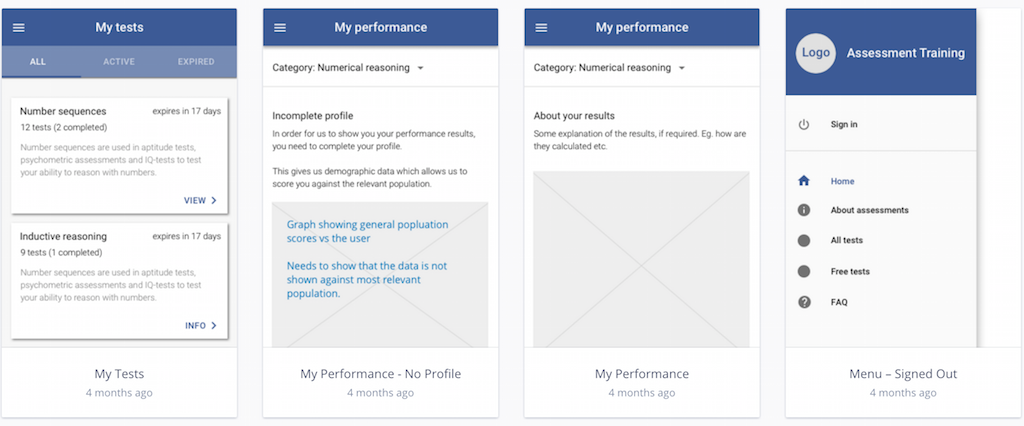 My tests
ALL ACTIVE EXPIRED
Number sequences expires in 17 days
12 tests (2 completed)
Number sequences are used in aptitude tests,
psychometric assessments and IQ-tests to test
your ability to reason with numbers.
VIEW
Inductive reasoning expires in 17 days
9 tests (1 completed)
Number sequences are used in aptitude tests,
psychometric assessments and IQ-tests to test
your ability to reason with numbers.
INFO
My Tests
4 months ago
My performance
Category: Numerical reasoning
Incomplete profile
In order for us to show you your performance results,
you need to complete your profile.
This gives us demographic data which allows us to
score you against the relevant population.
Graph showing general popluation
scores vs the user
Needs to show that the data is not
shown against most relevant
population.
My Performance - No Profile
4 months ago
My performance
Category: Numerical reasoning
About your results
Some explanation of the results, if required. Eg. how are
they calculated etc.
My Performance
4 months ago
Logo Assessment Training
Sign in
Home
About assessments
All tests
Free tests
FAQ
Menu – Signed Out
4 months ago